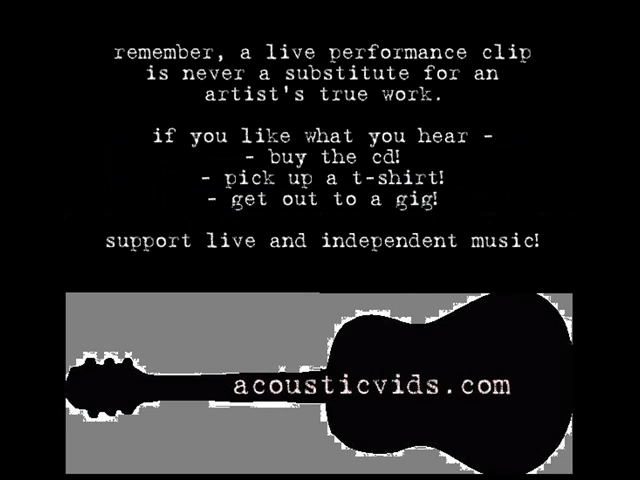 remember, a live performance clip
is never a substitute for an
artist's true work.
if you like what you hear -
- buy the cd!
- pick up a t-shirt!
- get out to a gig!
support live and independent music!
acousticvids.com